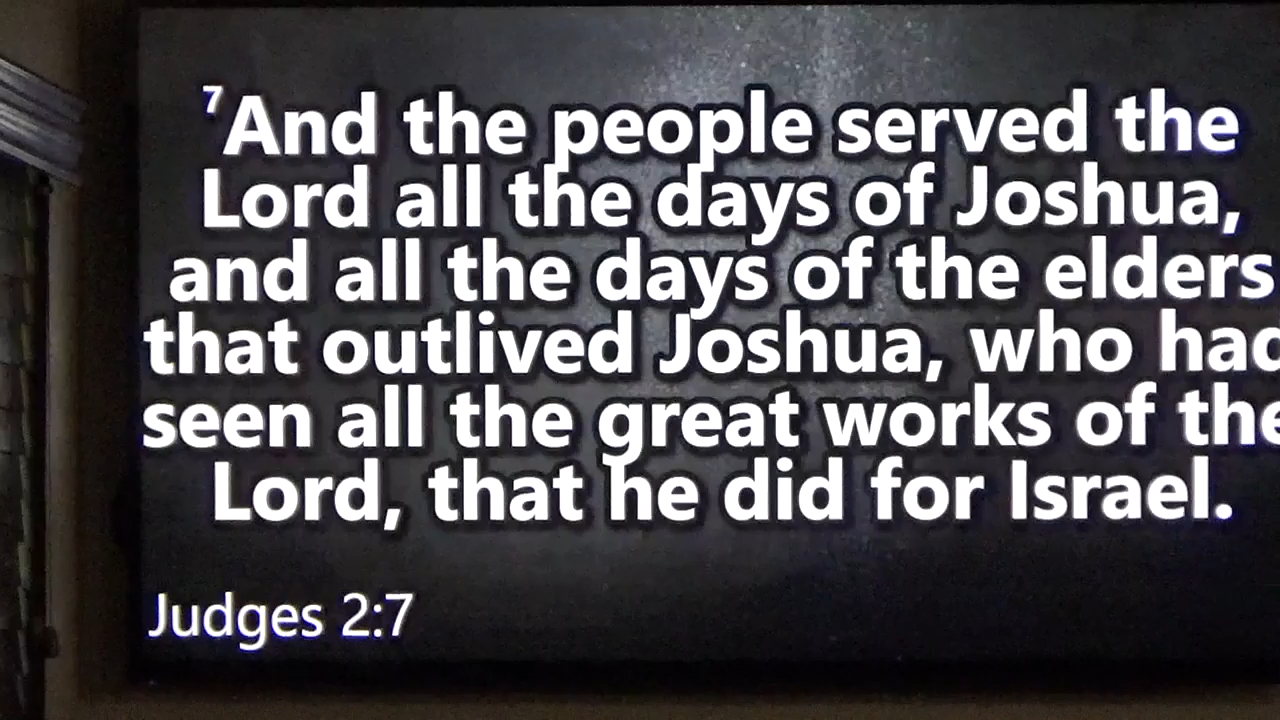 7And the people served the
Lord all the days of Joshua,
and all the days of the elders
that outlived Joshua, who had
seen all the great works of the
Lord, that he did for Israel.
Judges 2:7